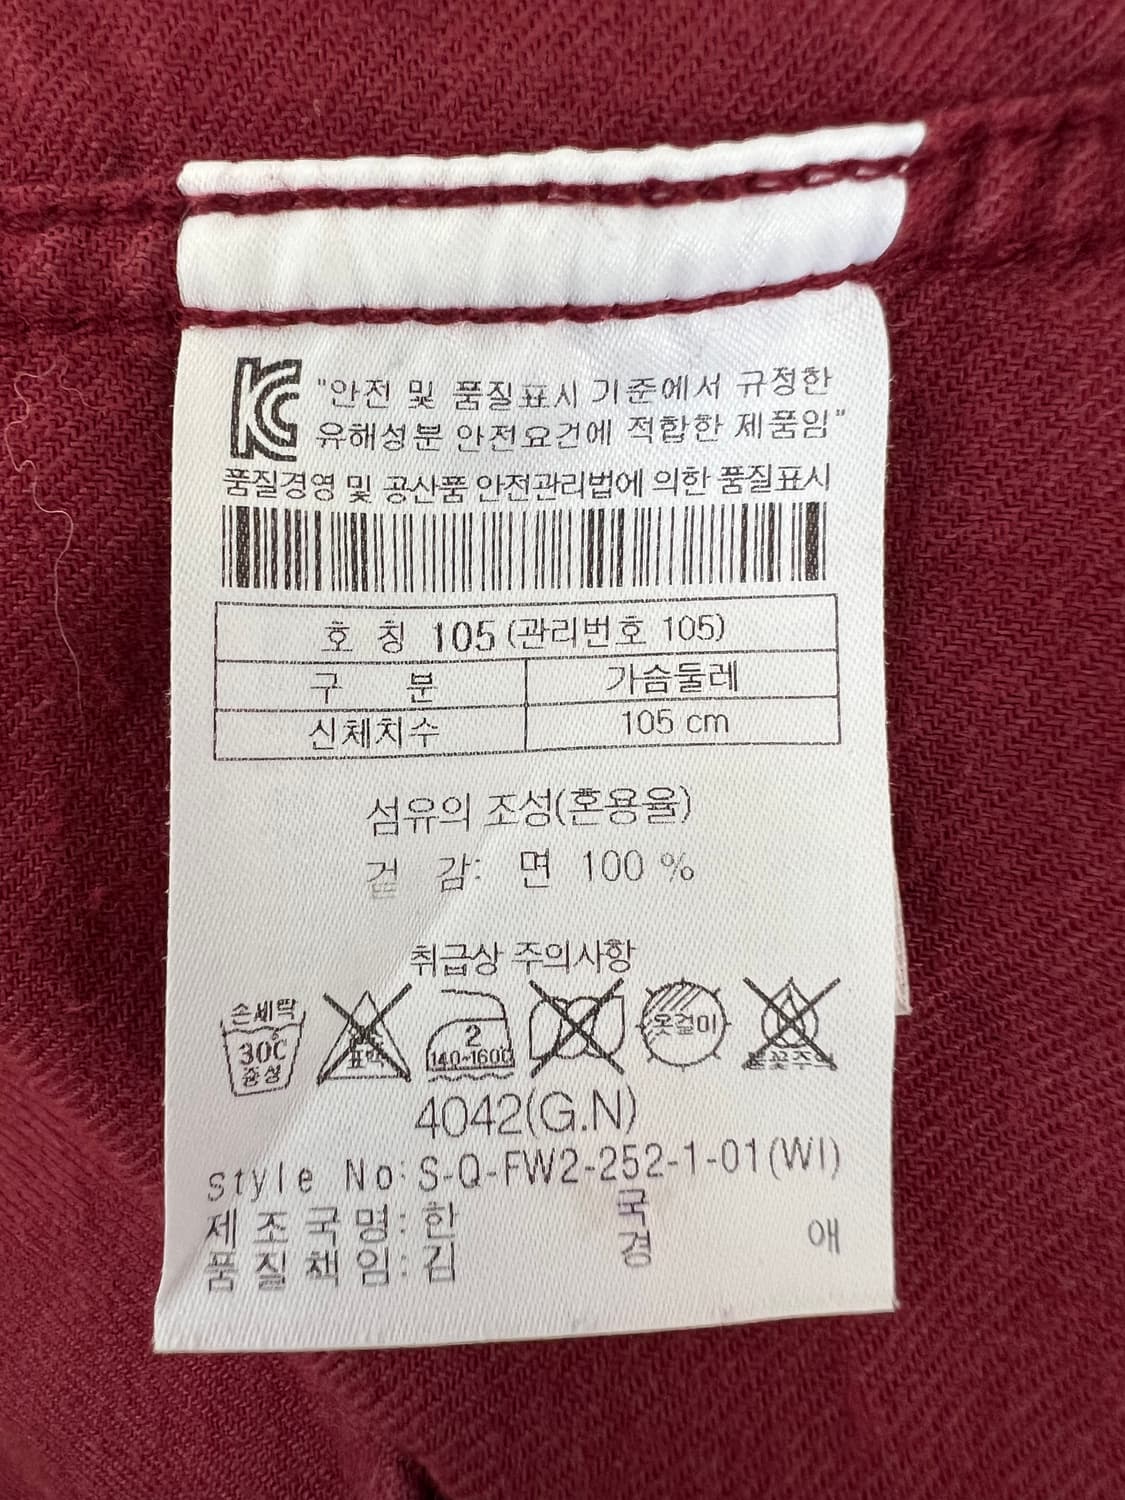 KC "안전 및 품질표시 기준에서 규정한
유해성분 안전요건에 적합한 제품임"
품질경영 및 공산품 안전관리법에 의한 품질표시
호 칭 105 (관리번호 105)
구 분 가슴둘레
신체치수 105 cm
섬유의 조성(혼용율)
겉 감: 면 100 %
취급상 주의사항
손세탁 30℃ 중성
표백
2 140~160℃
옷걸이
불꽃주의
4042(G.N)
Style No: S-Q-FW2-252-1-01(WI)
제 조 국 명 : 한 국
품 질 책 임 : 김 경 애